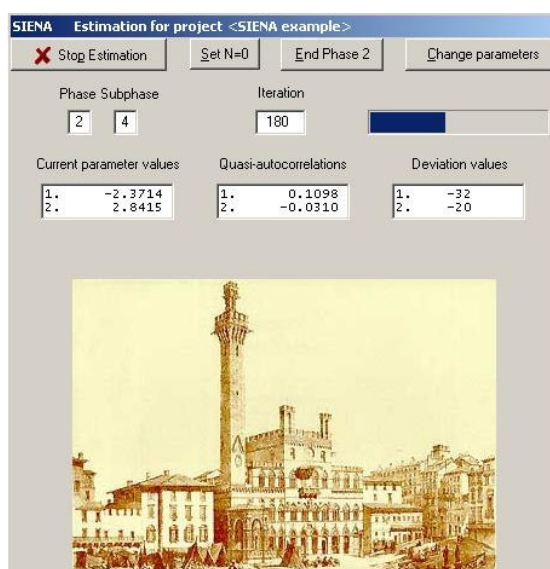 SIENA Estimation for project <SIENA example>
Stop Estimation Set N=0 End Phase 2 Change parameters
Phase Subphase Iteration
2 4 180
Current parameter values Quasi-autocorrelations Deviation values
1. -2.3714 1. 0.1098 1. -32
2. 2.8415 2. -0.0310 2. -20